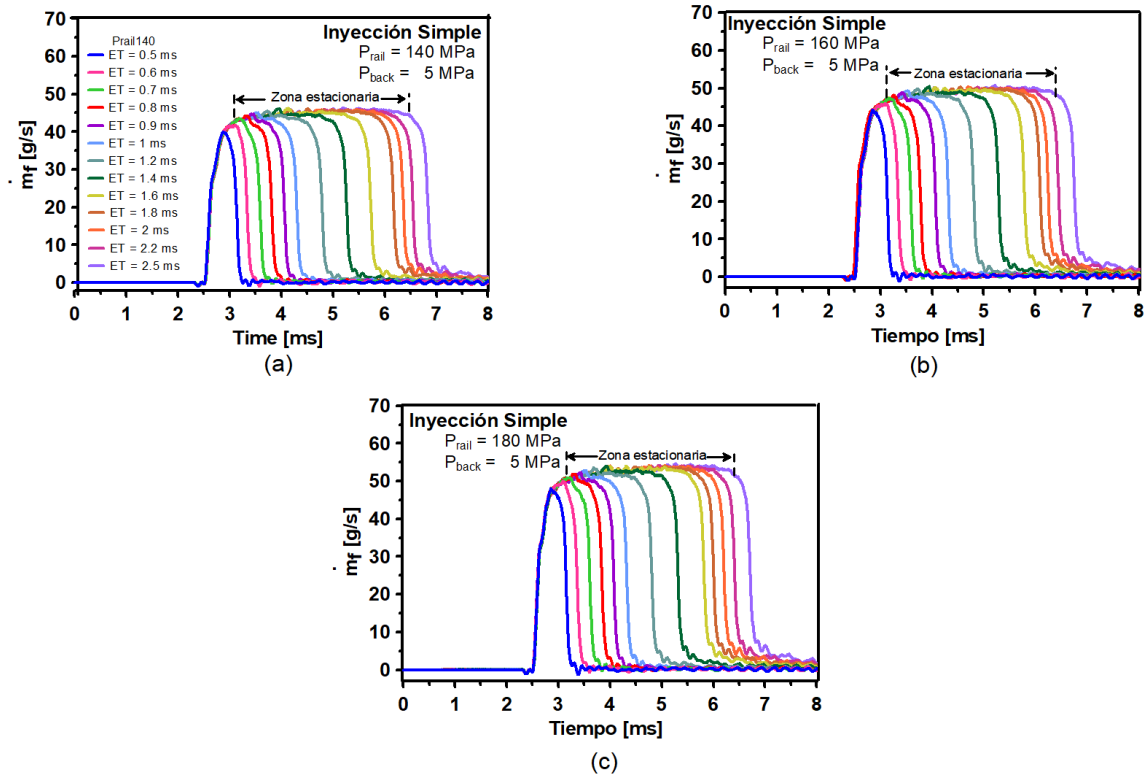 Inyección Simple
P_rail = 140 MPa
P_back = 5 MPa
Prail140
ET = 0.5 ms
ET = 0.6 ms
ET = 0.7 ms
ET = 0.8 ms
ET = 0.9 ms
ET = 1 ms
ET = 1.2 ms
ET = 1.4 ms
ET = 1.6 ms
ET = 1.8 ms
ET = 2 ms
ET = 2.2 ms
ET = 2.5 ms
Zona estacionaria
ṁf [g/s]
70
60
50
40
30
20
10
0
0 1 2 3 4 5 6 7 8
Time [ms]
(a)
Inyección Simple
P_rail = 160 MPa
P_back = 5 MPa
Zona estacionaria
ṁf [g/s]
70
60
50
40
30
20
10
0
0 1 2 3 4 5 6 7 8
Tiempo [ms]
(b)
Inyección Simple
P_rail = 180 MPa
P_back = 5 MPa
Zona estacionaria
ṁf [g/s]
70
60
50
40
30
20
10
0
0 1 2 3 4 5 6 7 8
Tiempo [ms]
(c)